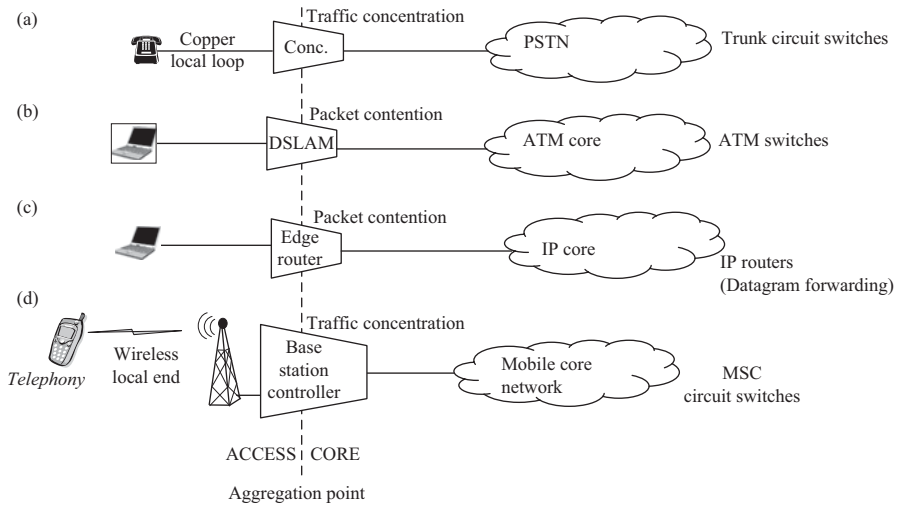 (a)
Traffic concentration
Copper
local loop
Conc.
PSTN
Trunk circuit switches
(b)
Packet contention
DSLAM
ATM core
ATM switches
(c)
Packet contention
Edge
router
IP core
IP routers
(Datagram forwarding)
(d)
Traffic concentration
Telephony
Wireless
local end
Base
station
controller
Mobile core
network
MSC
circuit switches
ACCESS CORE
Aggregation point